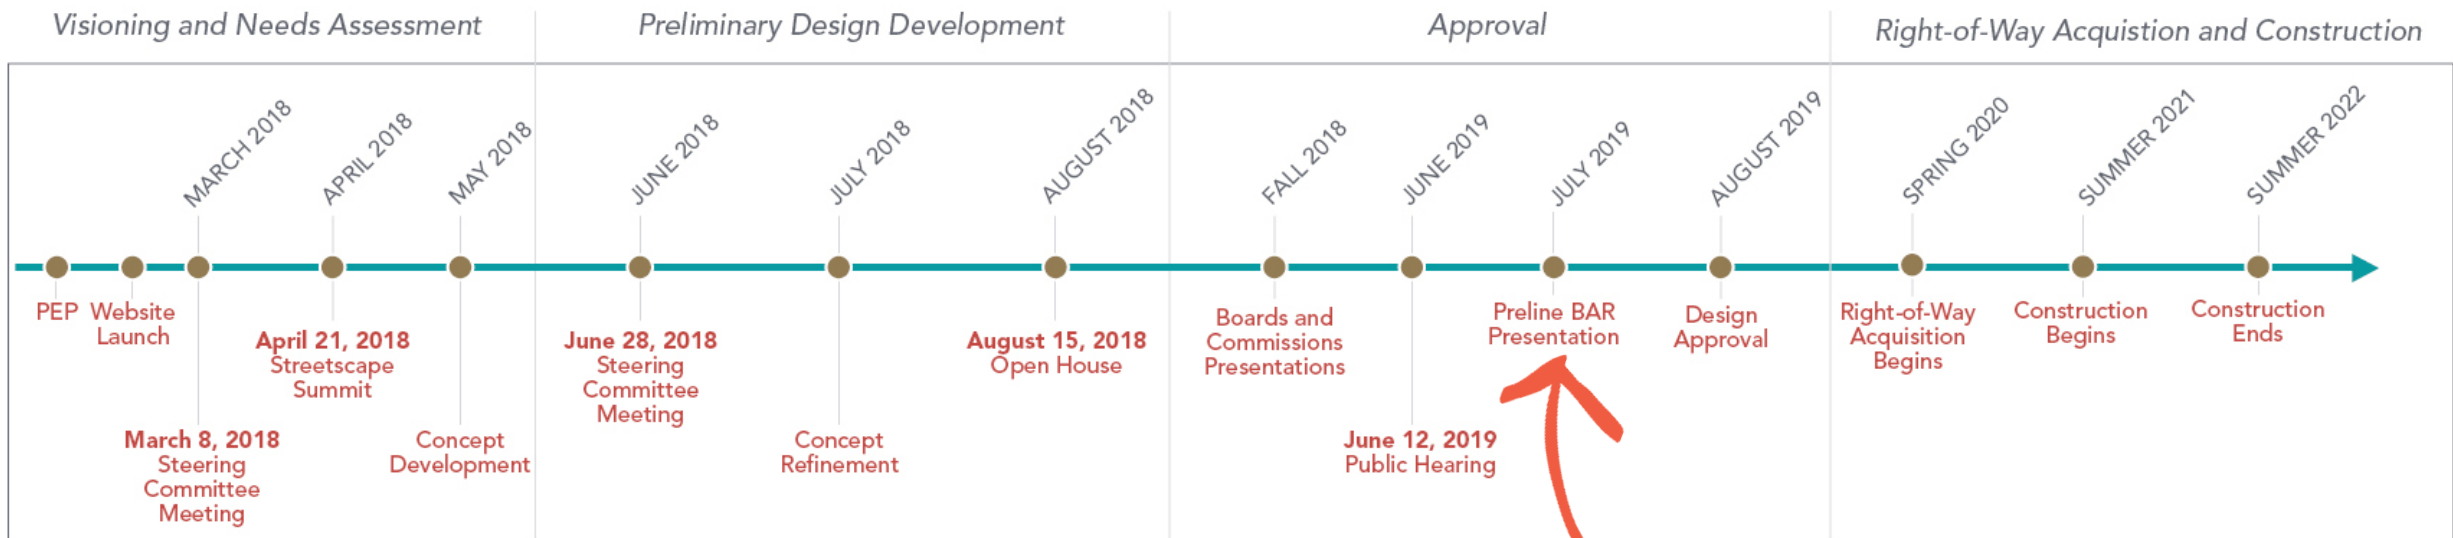 Visioning and Needs Assessment
Preliminary Design Development
Approval
Right-of-Way Acquistion and Construction
MARCH 2018
APRIL 2018
MAY 2018
JUNE 2018
JULY 2018
AUGUST 2018
FALL 2018
JUNE 2019
JULY 2019
AUGUST 2019
SPRING 2020
SUMMER 2021
SUMMER 2022
PEP
Website
Launch
March 8, 2018
Steering
Committee
Meeting
April 21, 2018
Streetscape
Summit
Concept
Development
June 28, 2018
Steering
Committee
Meeting
Concept
Refinement
August 15, 2018
Open House
Boards and
Commissions
Presentations
June 12, 2019
Public Hearing
Preline BAR
Presentation
Design
Approval
Right-of-Way
Acquisition
Begins
Construction
Begins
Construction
Ends